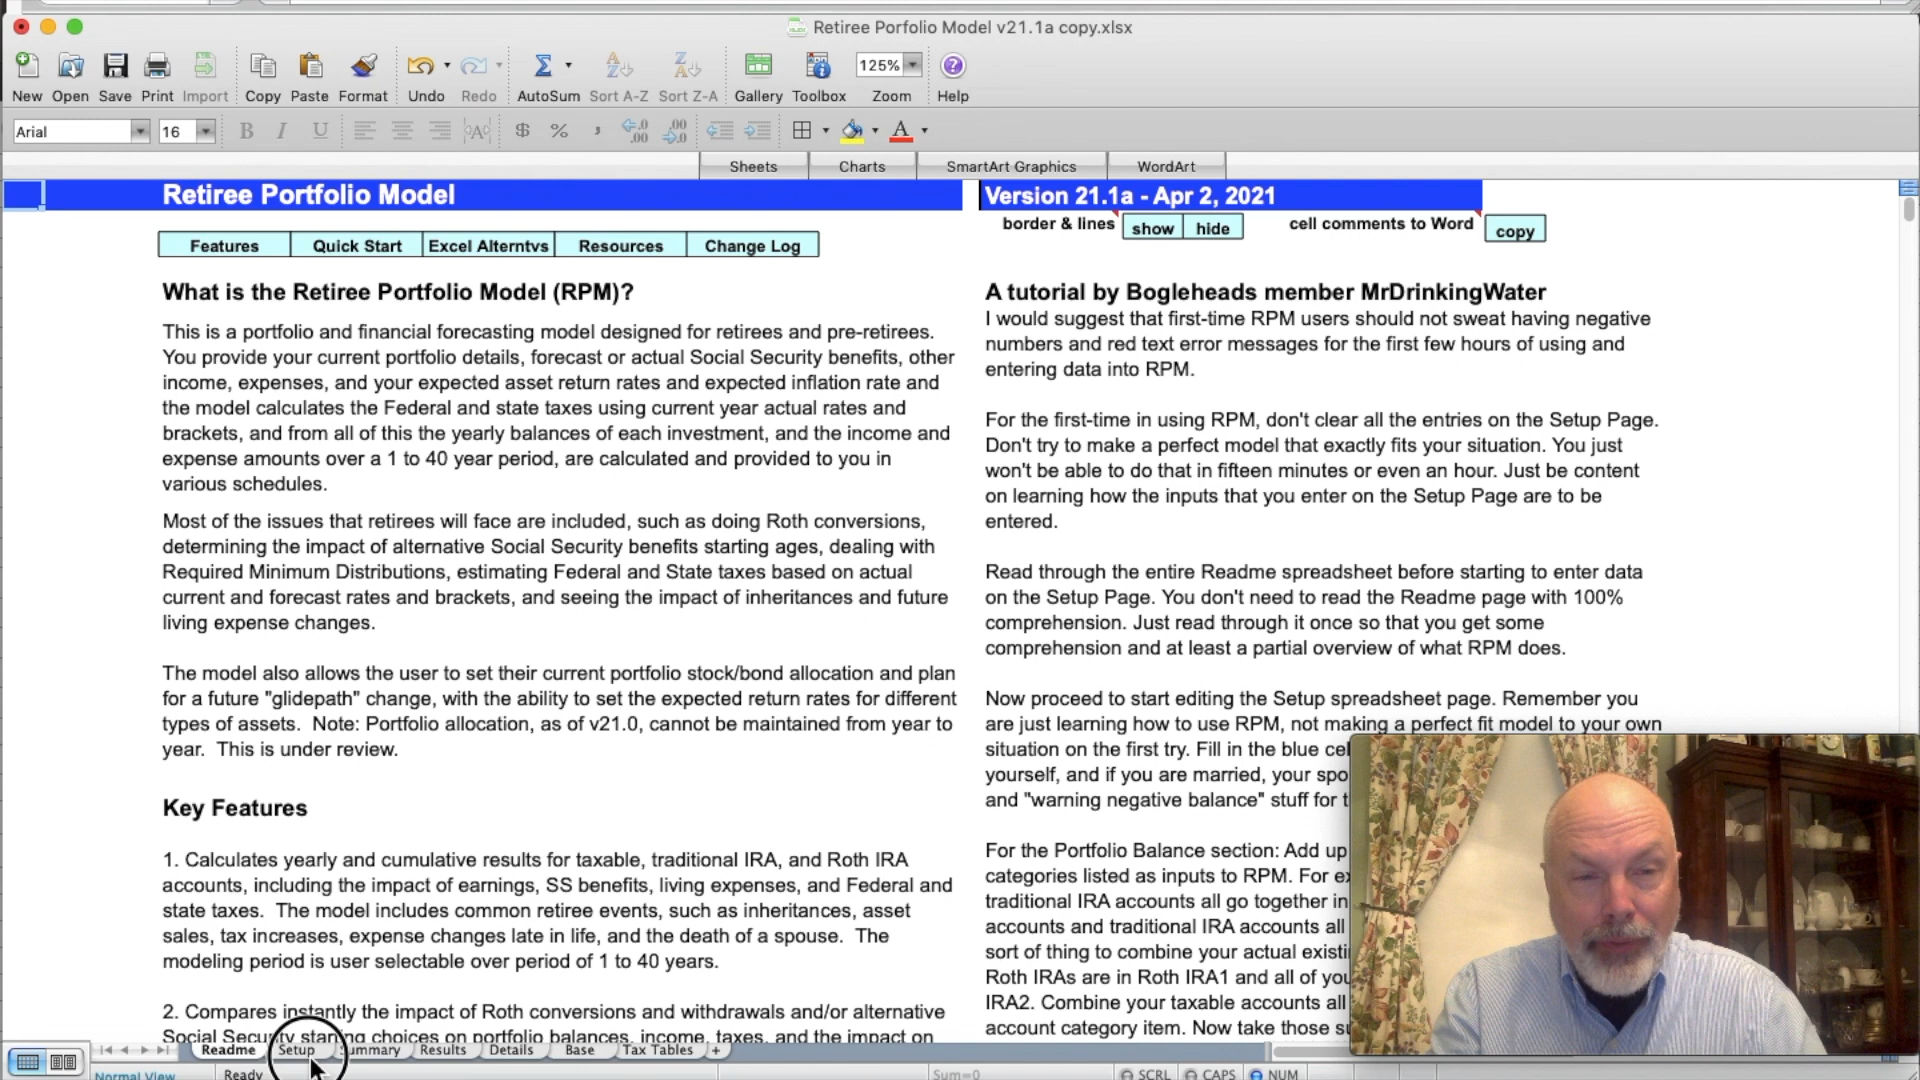 Retiree Porfolio Model v21.1a copy.xlsx
New Open Save Print Import Copy Paste Format Undo Redo AutoSum Sort A-Z Sort Z-A Gallery Toolbox 125% Zoom Help
Arial 16 B I U A $ % , .0 .00 .00 .0 A
Sheets Charts SmartArt Graphics WordArt
Retiree Portfolio Model
Features Quick Start Excel Alterntvs Resources Change Log
What is the Retiree Portfolio Model (RPM)?
This is a portfolio and financial forecasting model designed for retirees and pre-retirees.
You provide your current portfolio details, forecast or actual Social Security benefits, other
income, expenses, and your expected asset return rates and expected inflation rate and
the model calculates the Federal and state taxes using current year actual rates and
brackets, and from all of this the yearly balances of each investment, and the income and
expense amounts over a 1 to 40 year period, are calculated and provided to you in
various schedules.
Most of the issues that retirees will face are included, such as doing Roth conversions,
determining the impact of alternative Social Security benefits starting ages, dealing with
Required Minimum Distributions, estimating Federal and State taxes based on actual
current and forecast rates and brackets, and seeing the impact of inheritances and future
living expense changes.
The model also allows the user to set their current portfolio stock/bond allocation and plan
for a future "glidepath" change, with the ability to set the expected return rates for different
types of assets. Note: Portfolio allocation, as of v21.0, cannot be maintained from year to
year. This is under review.
Key Features
1. Calculates yearly and cumulative results for taxable, traditional IRA, and Roth IRA
accounts, including the impact of earnings, SS benefits, living expenses, and Federal and
state taxes. The model includes common retiree events, such as inheritances, asset
sales, tax increases, expense changes late in life, and the death of a spouse. The
modeling period is user selectable over period of 1 to 40 years.
2. Compares instantly the impact of Roth conversions and withdrawals and/or alternative
Social Security starting choices on portfolio balances, income, taxes, and the impact on
Version 21.1a - Apr 2, 2021
border & lines show hide cell comments to Word copy
A tutorial by Bogleheads member MrDrinkingWater
I would suggest that first-time RPM users should not sweat having negative
numbers and red text error messages for the first few hours of using and
entering data into RPM.
For the first-time in using RPM, don't clear all the entries on the Setup Page.
Don't try to make a perfect model that exactly fits your situation. You just
won't be able to do that in fifteen minutes or even an hour. Just be content
on learning how the inputs that you enter on the Setup Page are to be
entered.
Read through the entire Readme spreadsheet before starting to enter data
on the Setup Page. You don't need to read the Readme page with 100%
comprehension. Just read through it once so that you get some
comprehension and at least a partial overview of what RPM does.
Now proceed to start editing the Setup spreadsheet page. Remember you
are just learning how to use RPM, not making a perfect fit model to your own
situation on the first try. Fill in the blue
yourself, and if you are married, your
and "warning negative balance" stuff for
For the Portfolio Balance section: Add up
categories listed as inputs to RPM. For
traditional IRA accounts all go together in
accounts and traditional IRA accounts all
sort of thing to combine your actual
Roth IRAs are in Roth IRA1 and all of
IRA2. Combine your taxable accounts all
account category item. Now take those
Readme Setup Summary Results Details Base Tax Tables +
Normal View Ready Sum=0 SCRL CAPS NUM